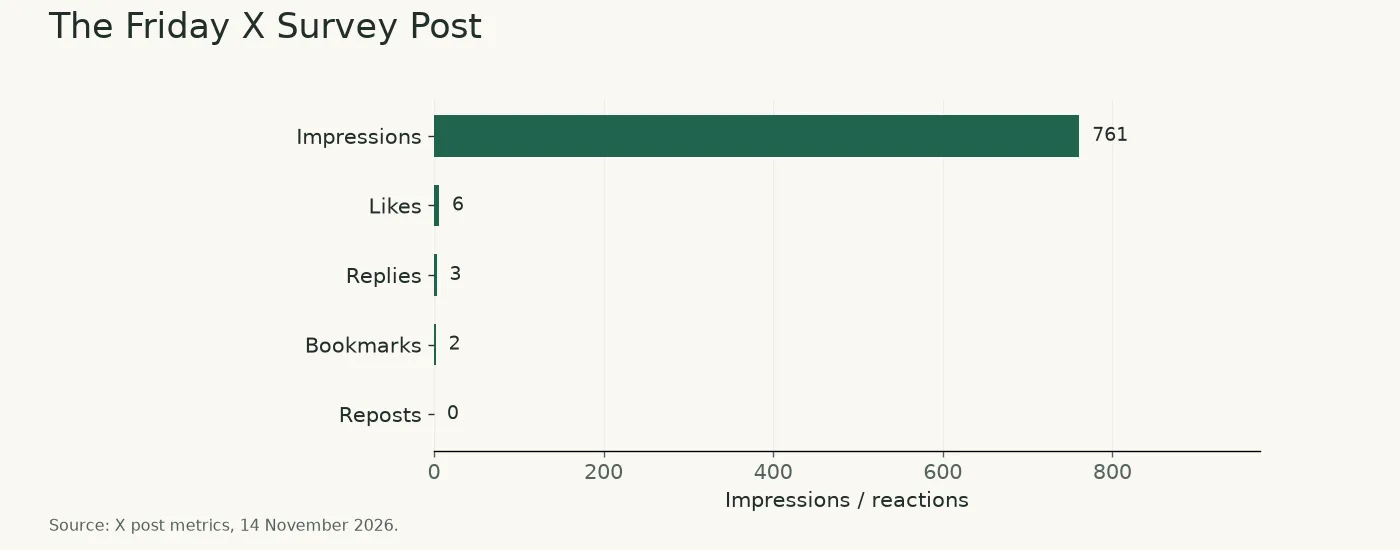 The Friday X Survey Post
Impressions 761
Likes 6
Replies 3
Bookmarks 2
Reposts 0
0 200 400 600 800
Impressions / reactions
Source: X post metrics, 14 November 2026.